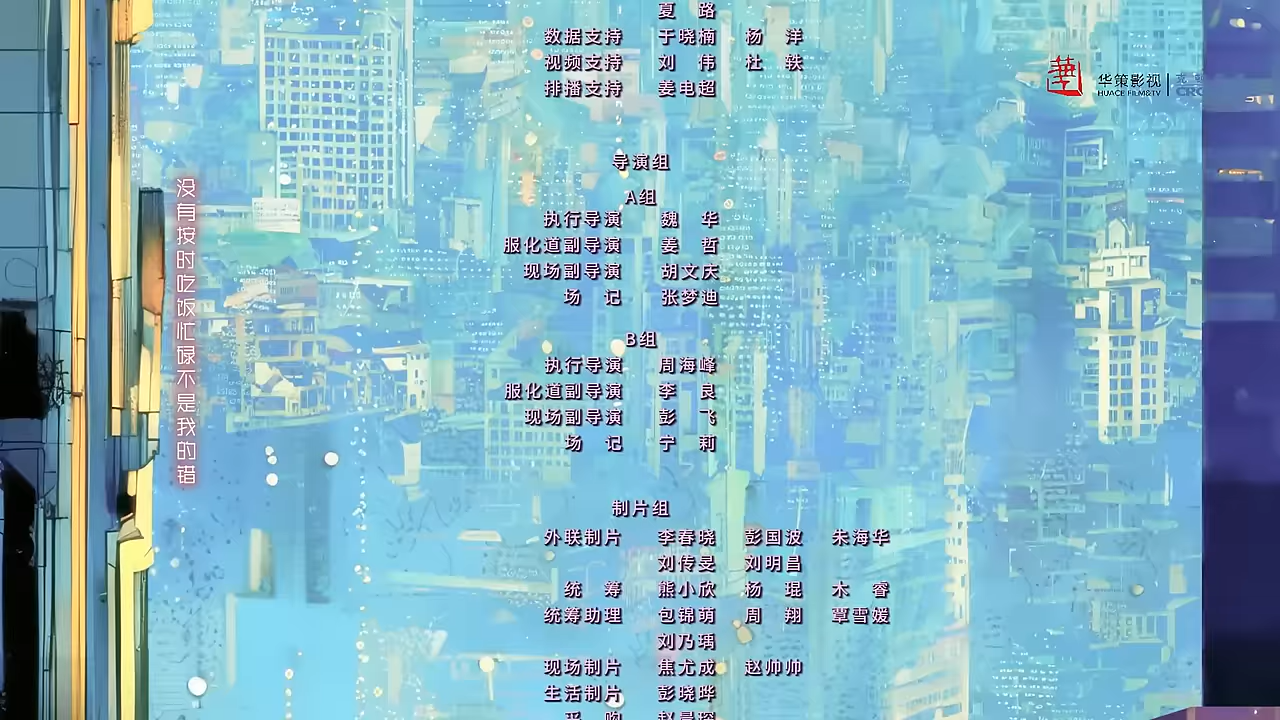 夏 路
数据支持 于晓楠 杨 洋
视频支持 刘 伟 杜 轶
排播支持 姜电超
华策影视
HUACE FILM&TV
导演组
A组
执行导演 魏 华
服化道副导演 姜 哲
现场副导演 胡文庆
场 记 张梦迪
B组
执行导演 周海峰
服化道副导演 李 良
现场副导演 彭 飞
场 记 宁 莉
没有按时吃饭忙碌不是我的错
制片组
外联制片 李春晓 彭国波 朱海华
刘传旻 刘明昌
统 筹 熊小欣 杨 琨 木 睿
统筹助理 包锦萌 周 翔 覃雪媛
刘乃瑀
现场制片 焦尤成 赵帅帅
生活制片 彭晓晔
采 购